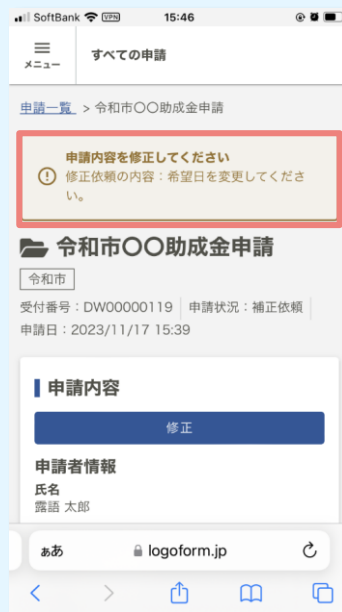 SoftBank VPN 15:46
メニュー すべての申請
申請一覧 > 令和市〇〇助成金申請
申請内容を修正してください
修正依頼の内容：希望日を変更してくださ
い。
令和市〇〇助成金申請
令和市
受付番号：DW00000119 申請状況：補正依頼
申請日：2023/11/17 15:39
申請内容
修正
申請者情報
氏名
露語 太郎
ぁあ logoform.jp